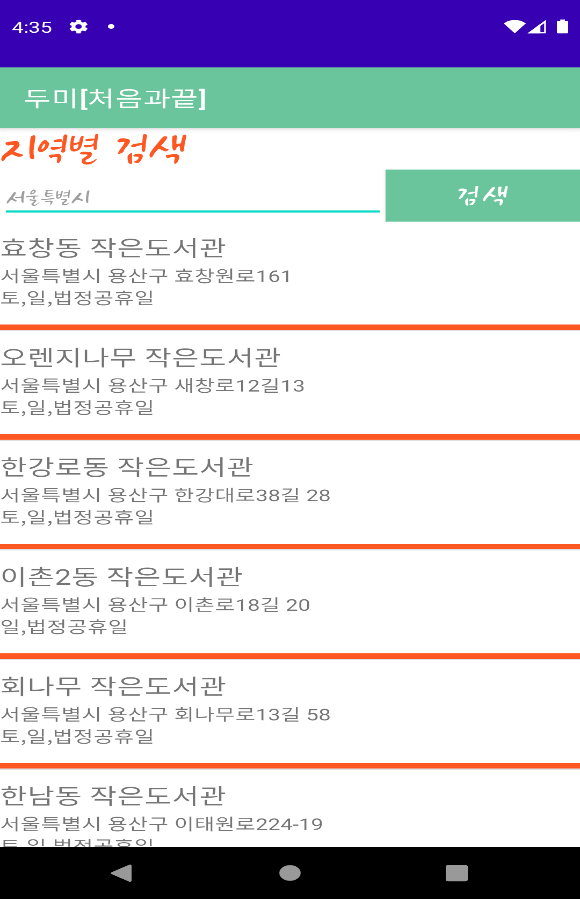 4:35
두미[처음과끝]
지역별 검색
서울특별시
검색
효창동 작은도서관
서울특별시 용산구 효창원로161
토,일,법정공휴일
오렌지나무 작은도서관
서울특별시 용산구 새창로12길13
토,일,법정공휴일
한강로동 작은도서관
서울특별시 용산구 한강대로38길 28
토,일,법정공휴일
이촌2동 작은도서관
서울특별시 용산구 이촌로18길 20
일,법정공휴일
회나무 작은도서관
서울특별시 용산구 회나무로13길 58
토,일,법정공휴일
한남동 작은도서관
서울특별시 용산구 이태원로224-19
토,일,법정공휴일